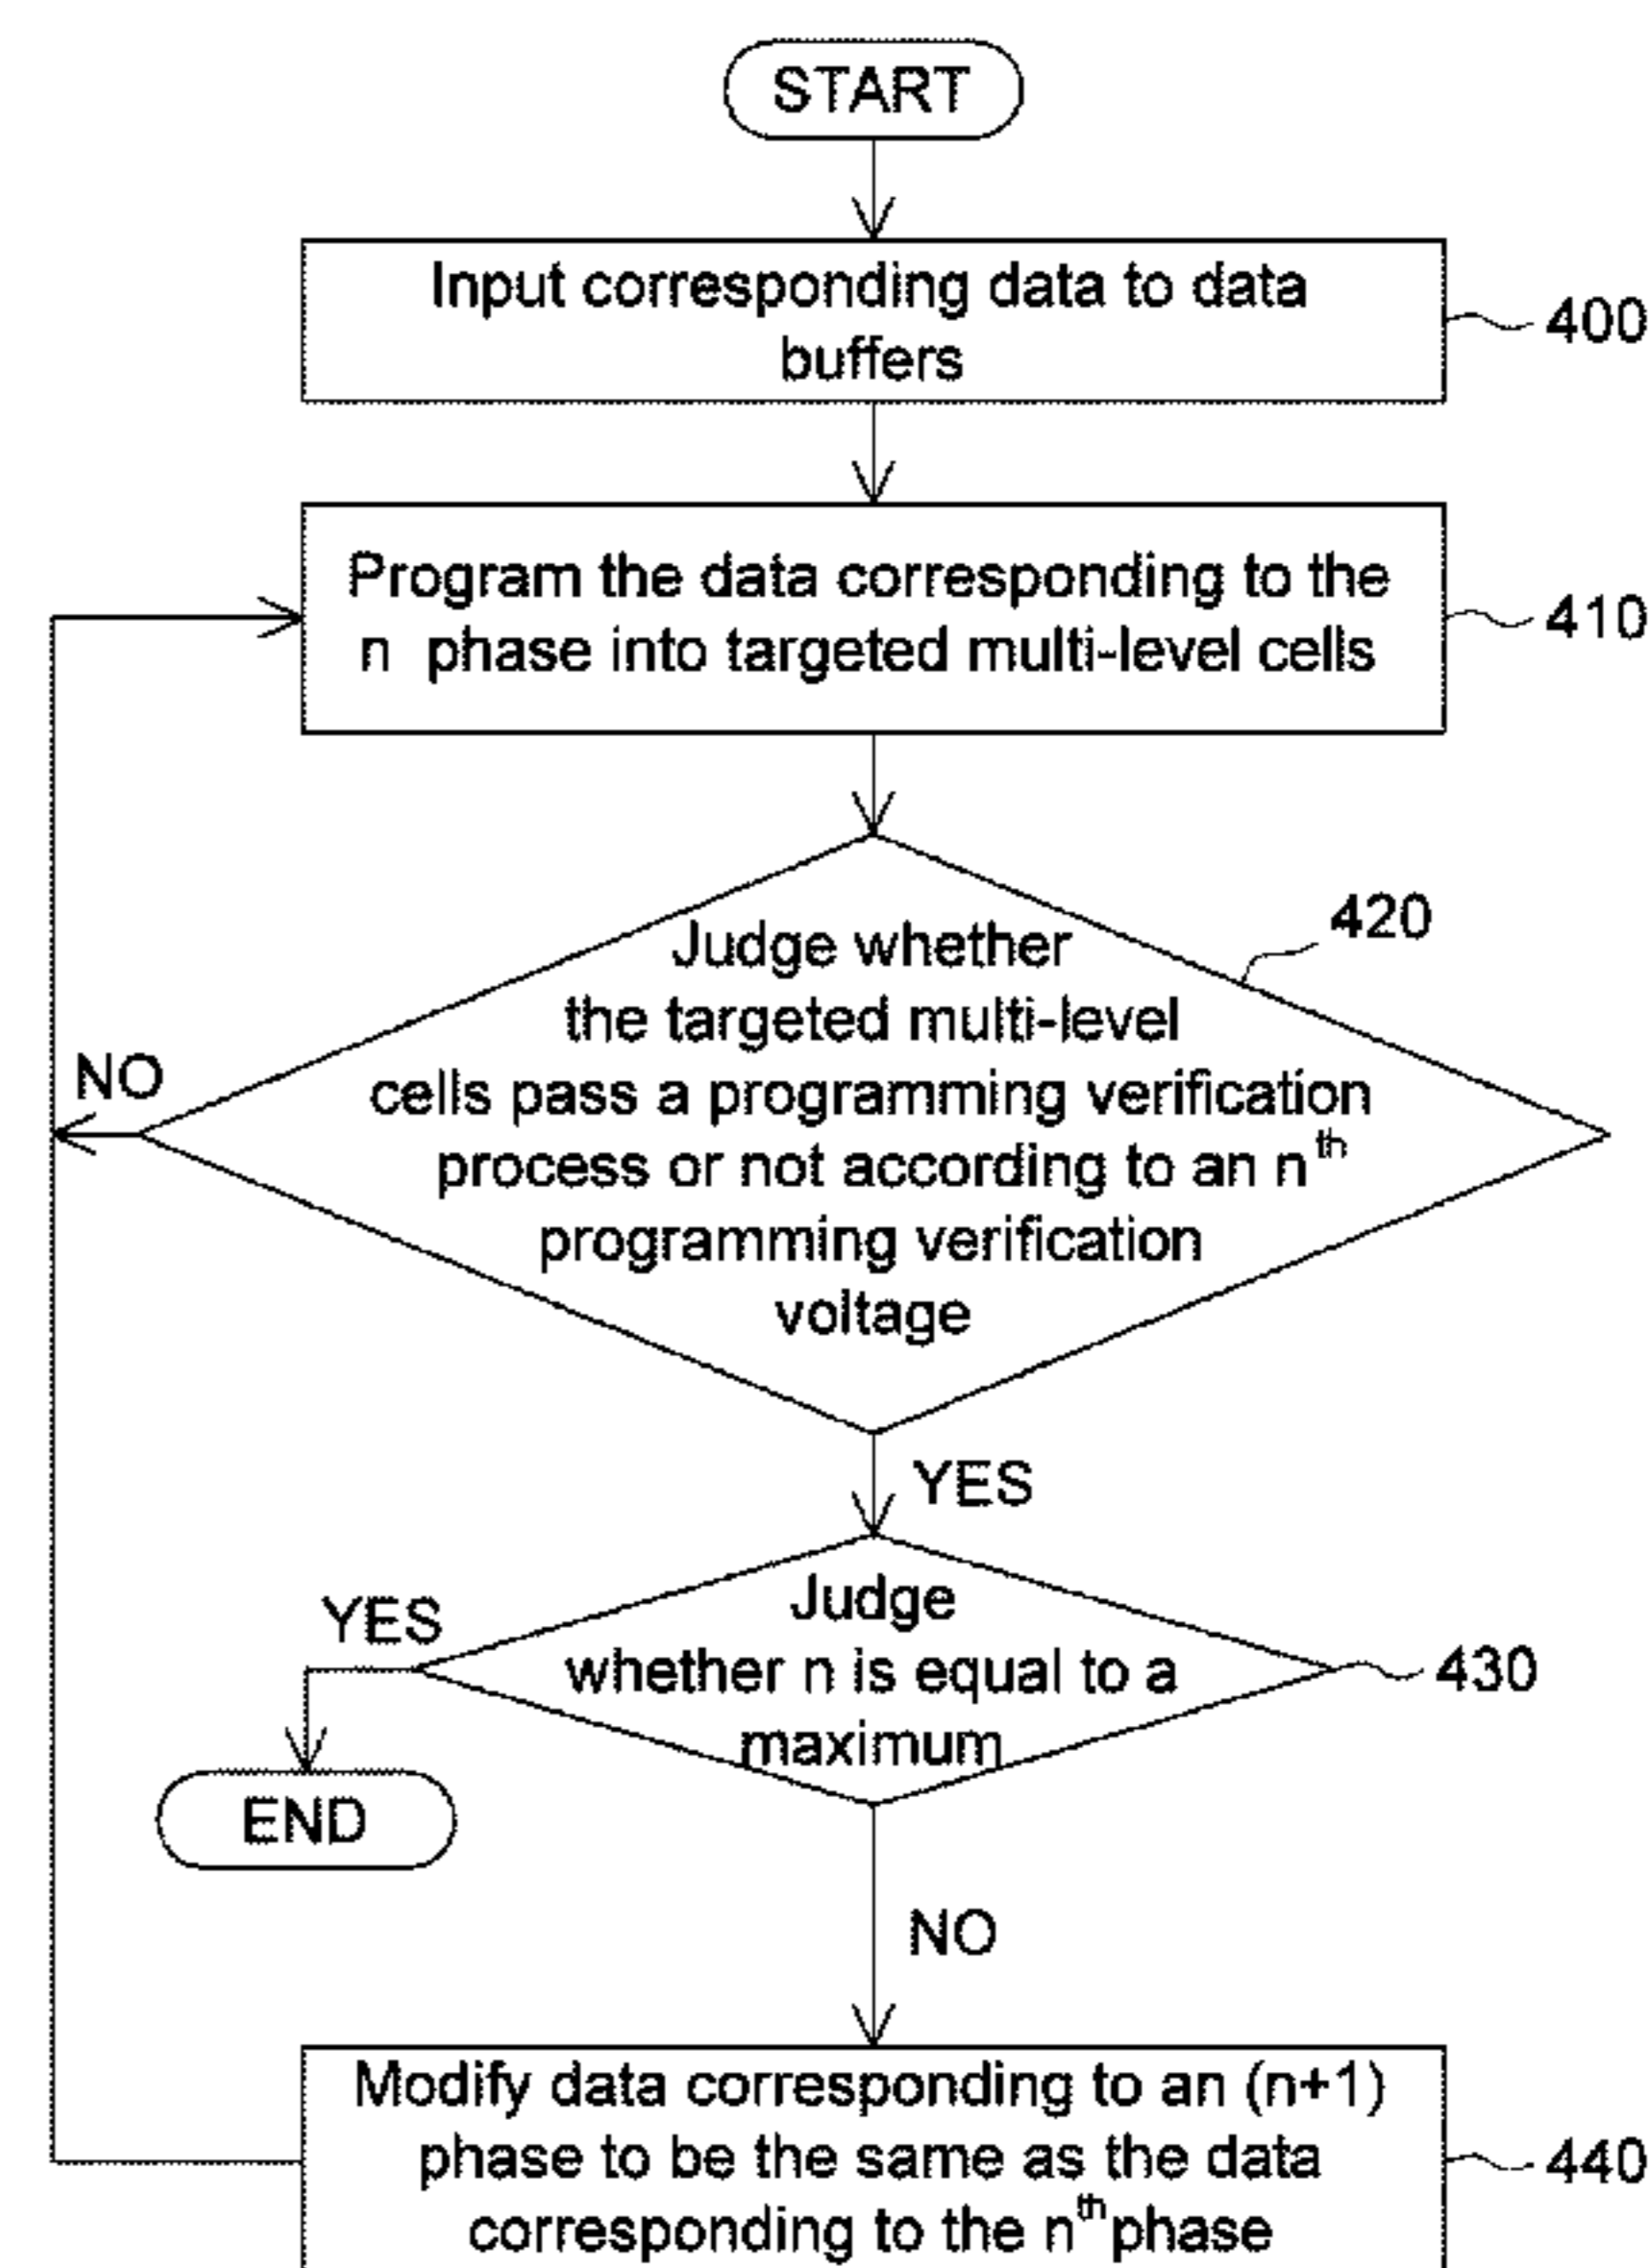 START
Input corresponding data to data
buffers
400
Program the data corresponding to the
n phase into targeted multi-level cells
410
420
Judge whether
the targeted multi-level
cells pass a programming verification
process or not according to an nth
programming verification
voltage
NO
YES
Judge
whether n is equal to a
maximum
430
YES
END
NO
Modify data corresponding to an (n+1)
phase to be the same as the data
corresponding to the nth phase
440